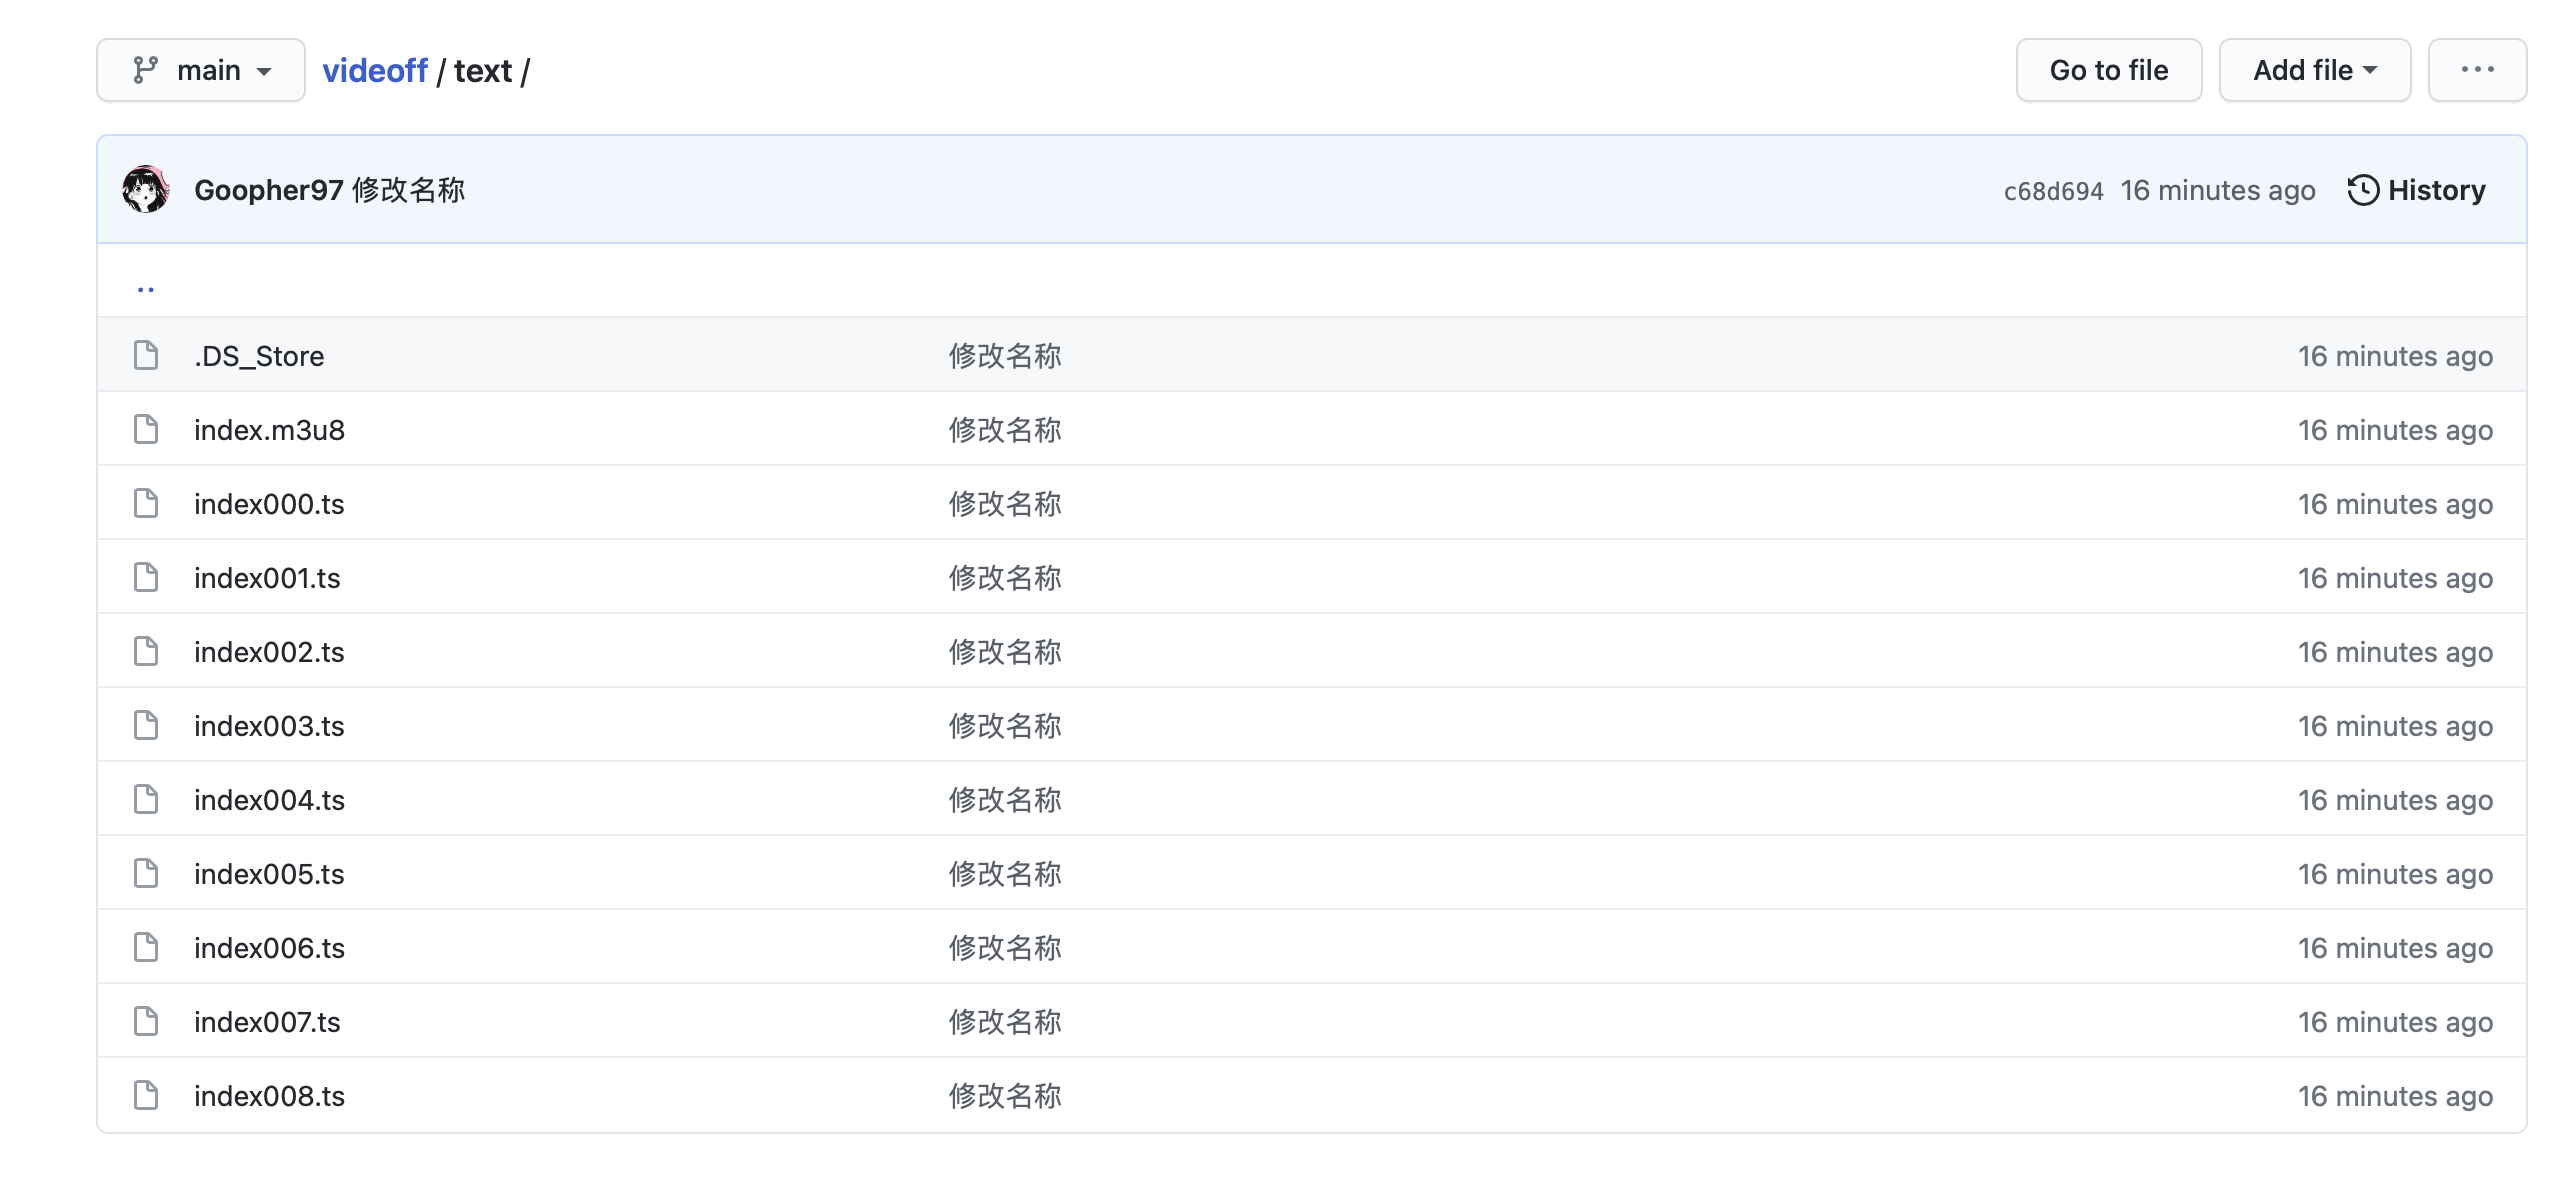 main videoff / text / Go to file Add file ···
Goopher97 修改名称 c68d694 16 minutes ago History
..
.DS_Store 修改名称 16 minutes ago
index.m3u8 修改名称 16 minutes ago
index000.ts 修改名称 16 minutes ago
index001.ts 修改名称 16 minutes ago
index002.ts 修改名称 16 minutes ago
index003.ts 修改名称 16 minutes ago
index004.ts 修改名称 16 minutes ago
index005.ts 修改名称 16 minutes ago
index006.ts 修改名称 16 minutes ago
index007.ts 修改名称 16 minutes ago
index008.ts 修改名称 16 minutes ago